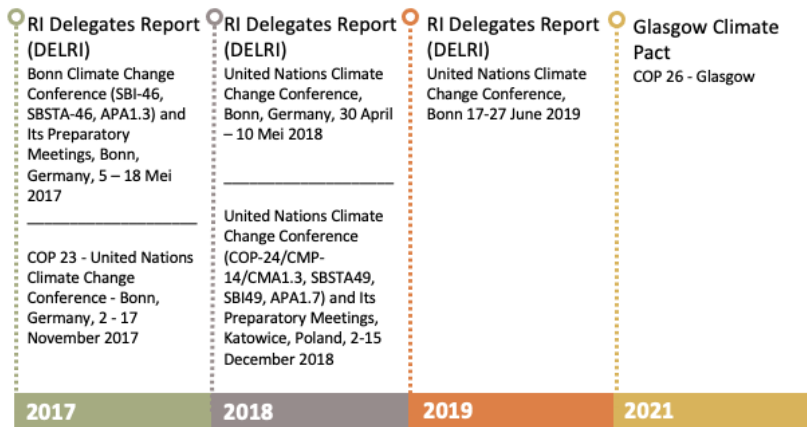 RI Delegates Report
(DELRI)
Bonn Climate Change
Conference (SBI-46,
SBSTA-46, APA1.3) and
Its Preparatory
Meetings, Bonn,
Germany, 5 – 18 Mei
2017
COP 23 - United Nations
Climate Change
Conference - Bonn,
Germany, 2 - 17
November 2017
2017
RI Delegates Report
(DELRI)
United Nations Climate
Change Conference,
Bonn, Germany, 30 April
– 10 Mei 2018
United Nations Climate
Change Conference
(COP-24/CMP-
14/CMA1.3, SBSTA49,
SBI49, APA1.7) and Its
Preparatory Meetings,
Katowice, Poland, 2-15
December 2018
2018
RI Delegates Report
(DELRI)
United Nations Climate
Change Conference,
Bonn 17-27 June 2019
2019
Glasgow Climate
Pact
COP 26 - Glasgow
2021